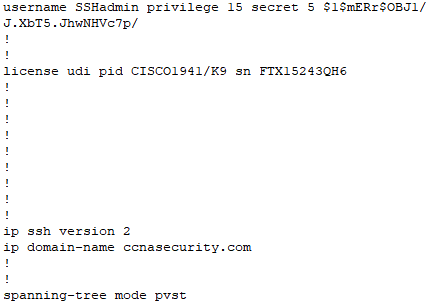 username SSHadmin privilege 15 secret 5 $1$mERr$OBJ1/
J.XbT5.JhwNHVc7p/
!
!
license udi pid CISCO1941/K9 sn FTX15243QH6
!
!
!
!
!
!
!
!
!
ip ssh version 2
ip domain-name ccnasecurity.com
!
!
spanning-tree mode pvst